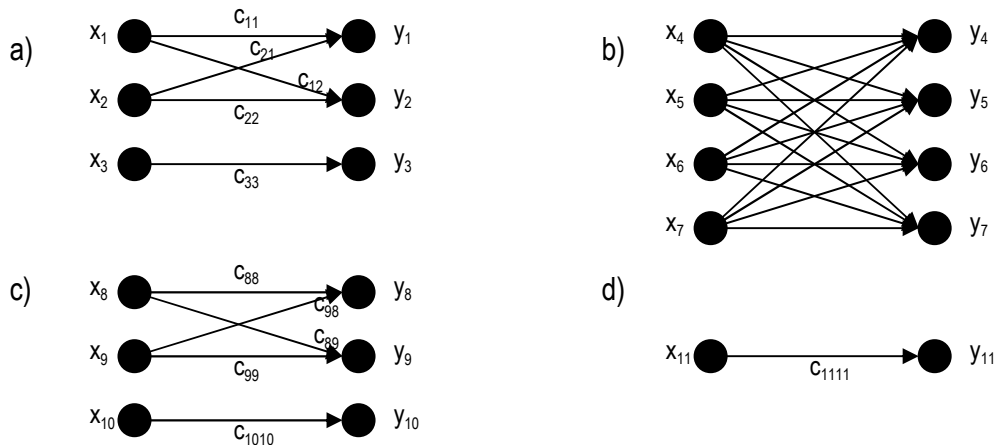 a)
x₁ c₁₁ y₁
c₂₁
c₁₂
x₂ c₂₂ y₂
x₃ c₃₃ y₃
b)
x₄ y₄
x₅ y₅
x₆ y₆
x₇ y₇
c)
x₈ c₈₈ y₈
c₉₈
c₈₉
x₉ c₉₉ y₉
x₁₀ c₁₀₁₀ y₁₀
d)
x₁₁ c₁₁₁₁ y₁₁